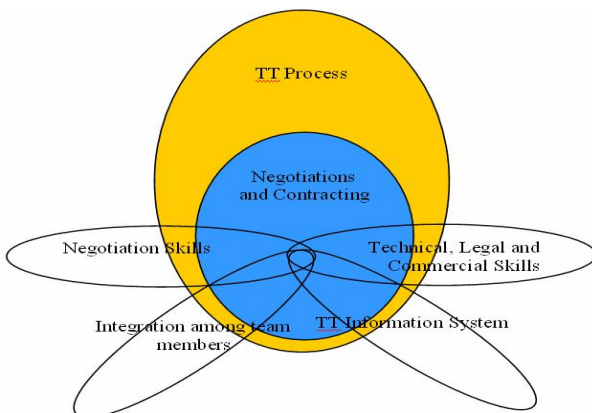 TT Process
Negotiations
and Contracting
Negotiation Skills
Technical, Legal and
Commercial Skills
Integration among team
members
TT Information System